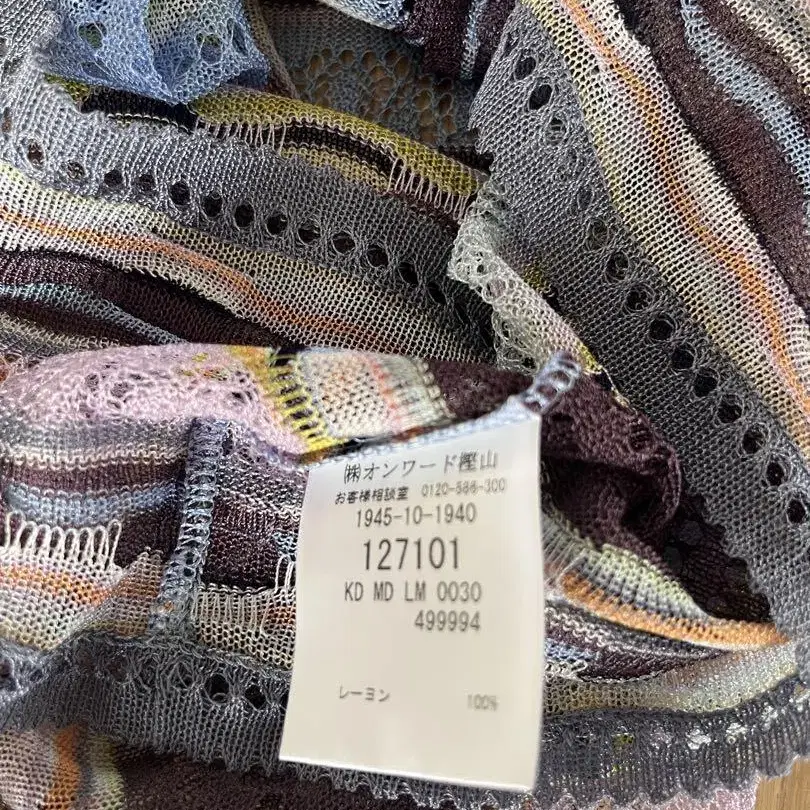 ㈱オンワード樫山
お客様相談室 0120-586-300
1945-10-1940
127101
KD MD LM 0030
499994
レーヨン 100%